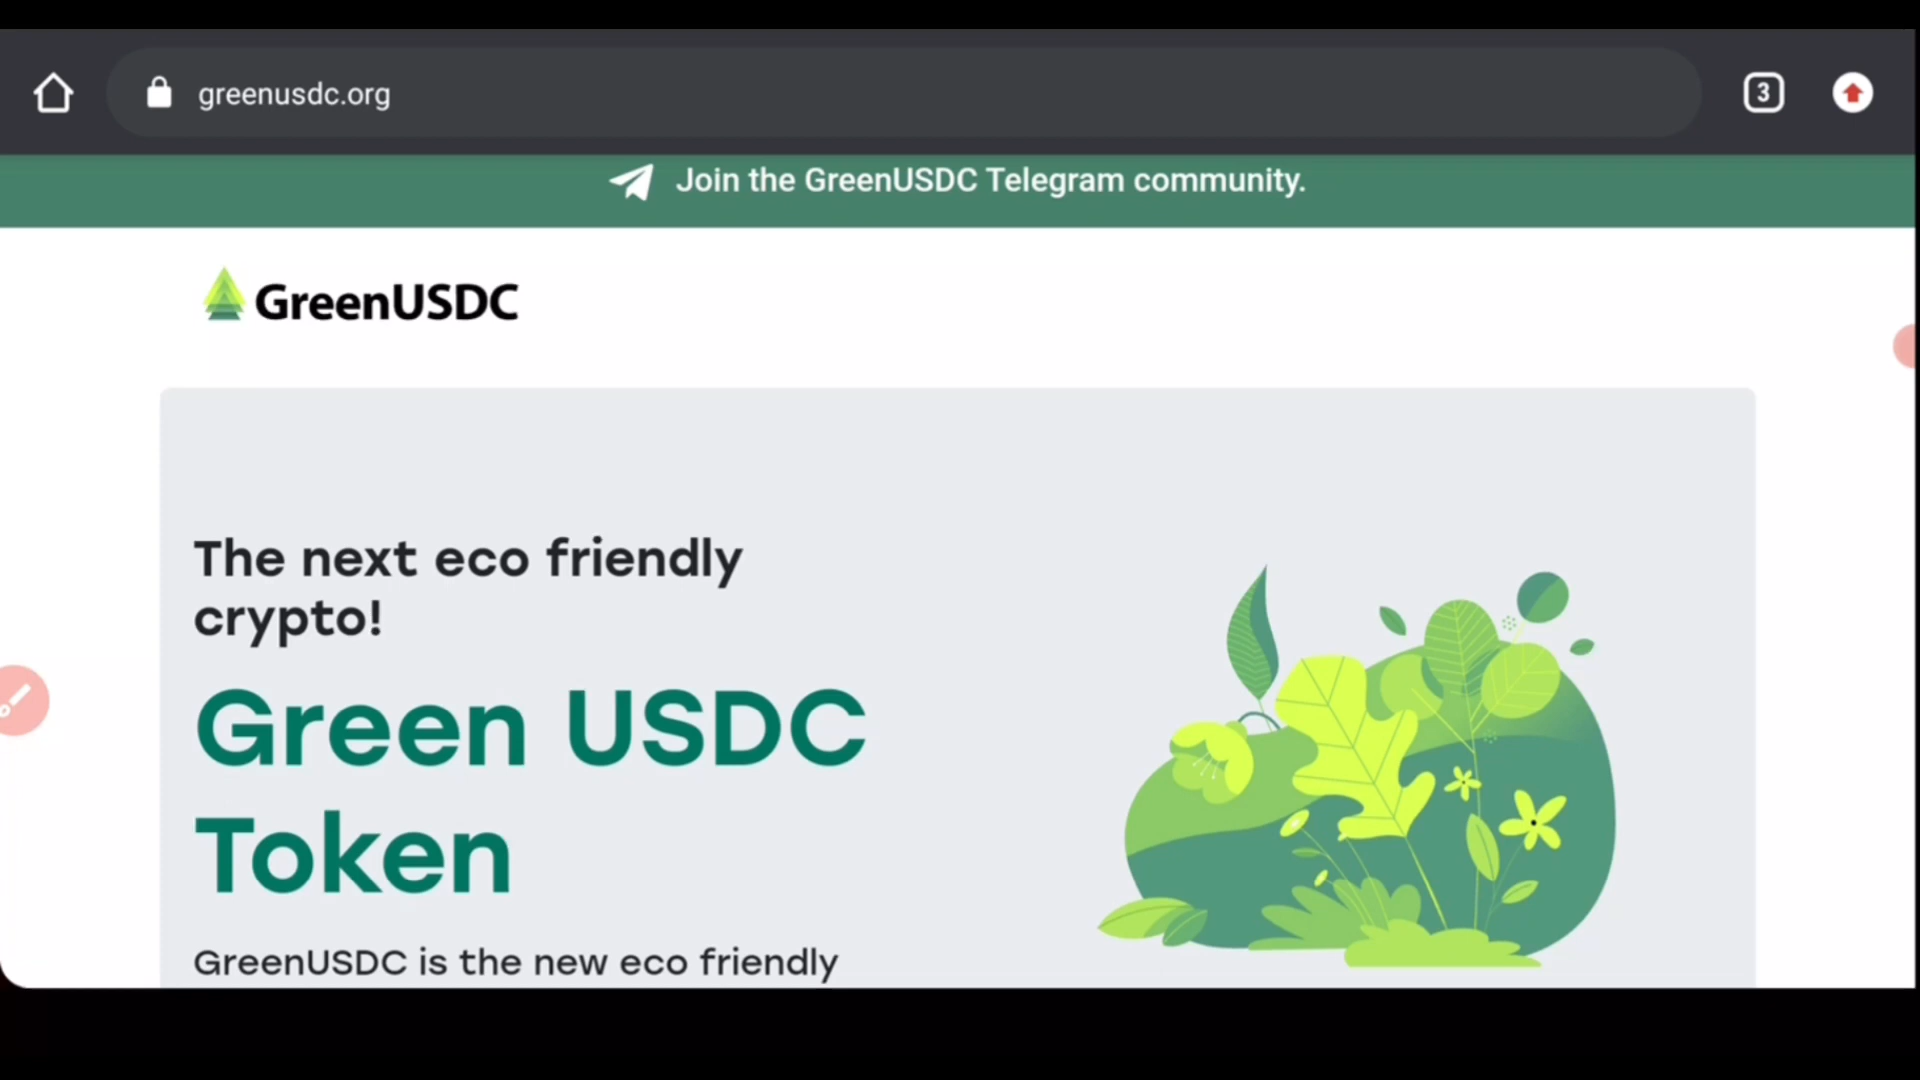 greenusdc.org
3
Join the GreenUSDC Telegram community.
GreenUSDC
The next eco friendly
crypto!
Green USDC
Token
GreenUSDC is the new eco friendly